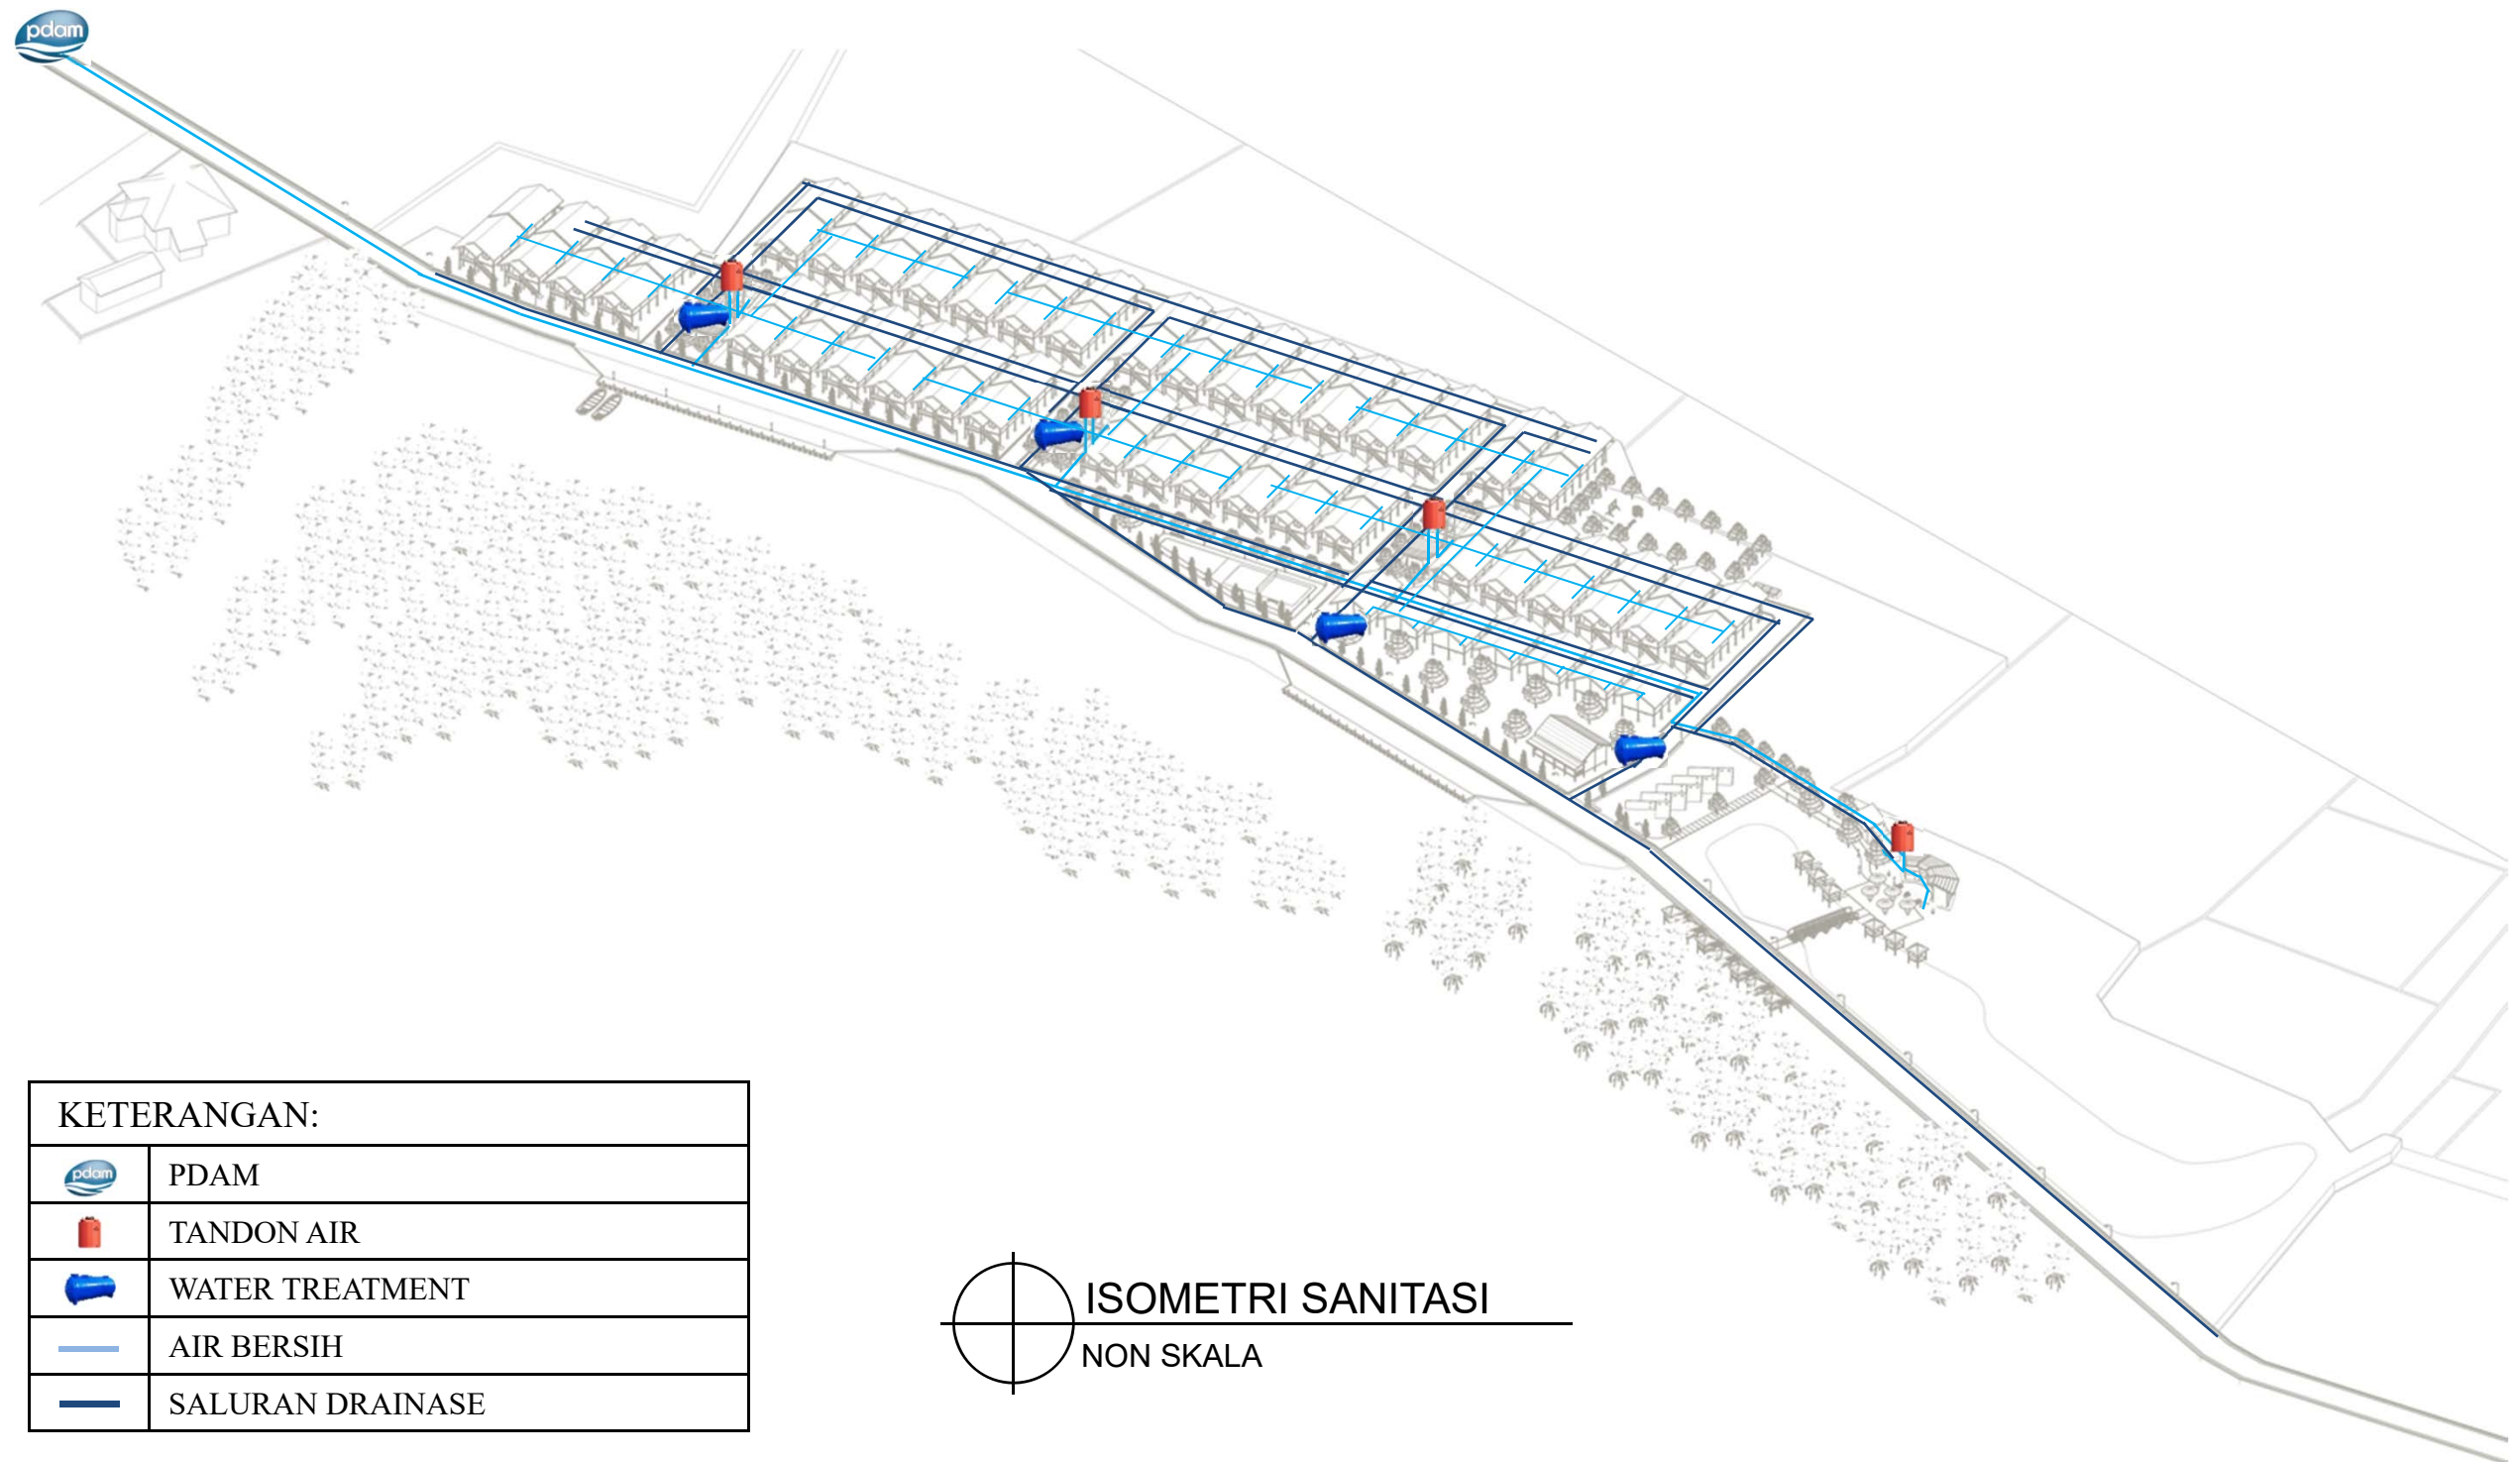 pdam
KETERANGAN:
pdam PDAM
TANDON AIR
WATER TREATMENT
AIR BERSIH
SALURAN DRAINASE
ISOMETRI SANITASI
NON SKALA